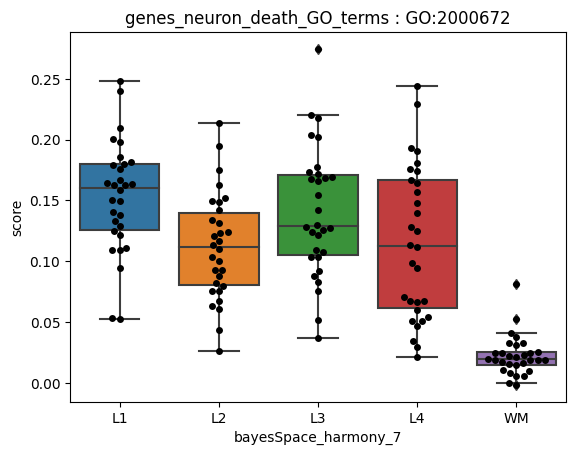 genes_neuron_death_GO_terms : GO:2000672
score
0.25
0.20
0.15
0.10
0.05
0.00
L1 L2 L3 L4 WM
bayesSpace_harmony_7